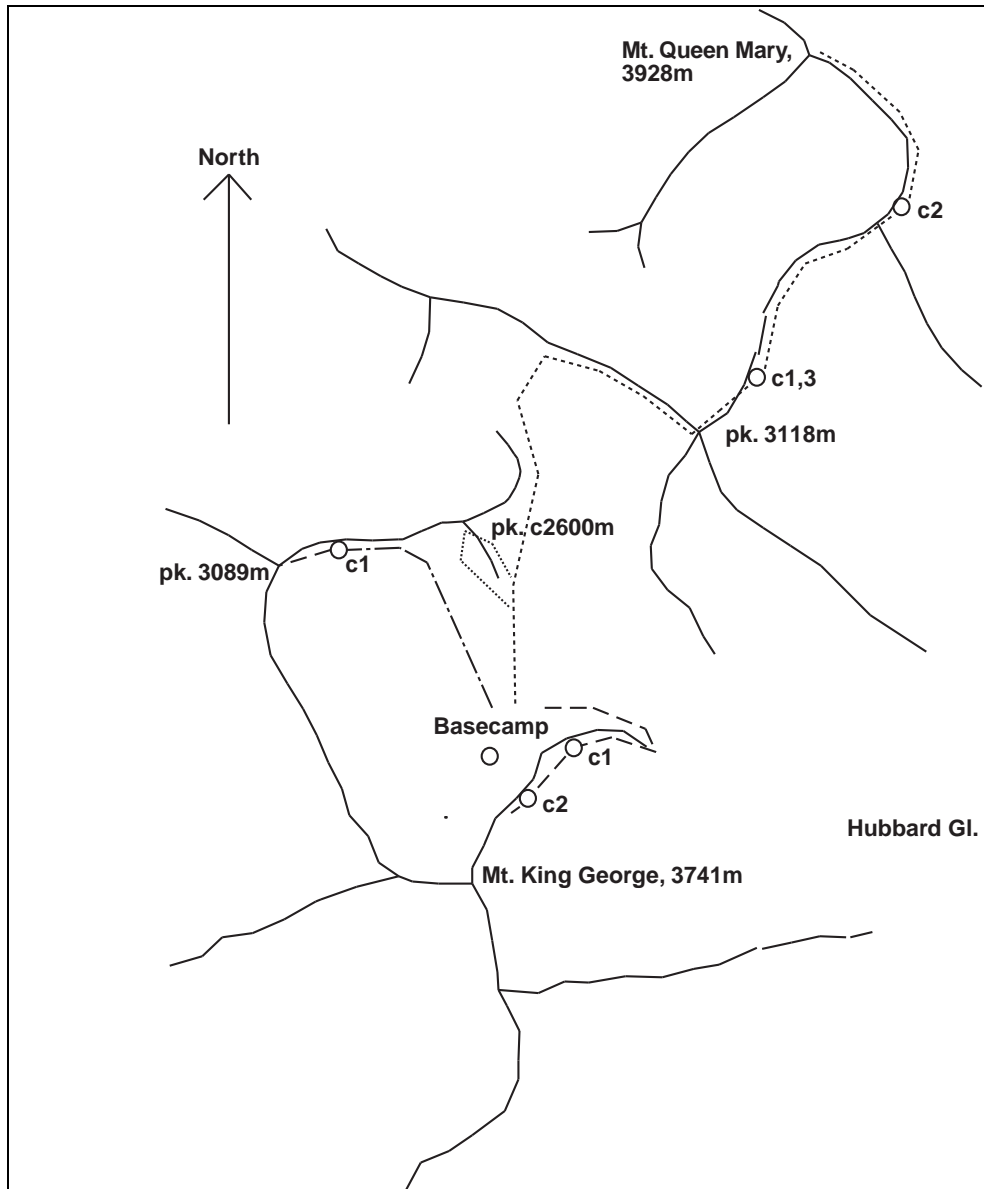 Mt. Queen Mary,
3928m
North
c2
c1,3
pk. 3118m
pk. c2600m
c1
pk. 3089m
Basecamp
c1
c2
Hubbard Gl.
Mt. King George, 3741m